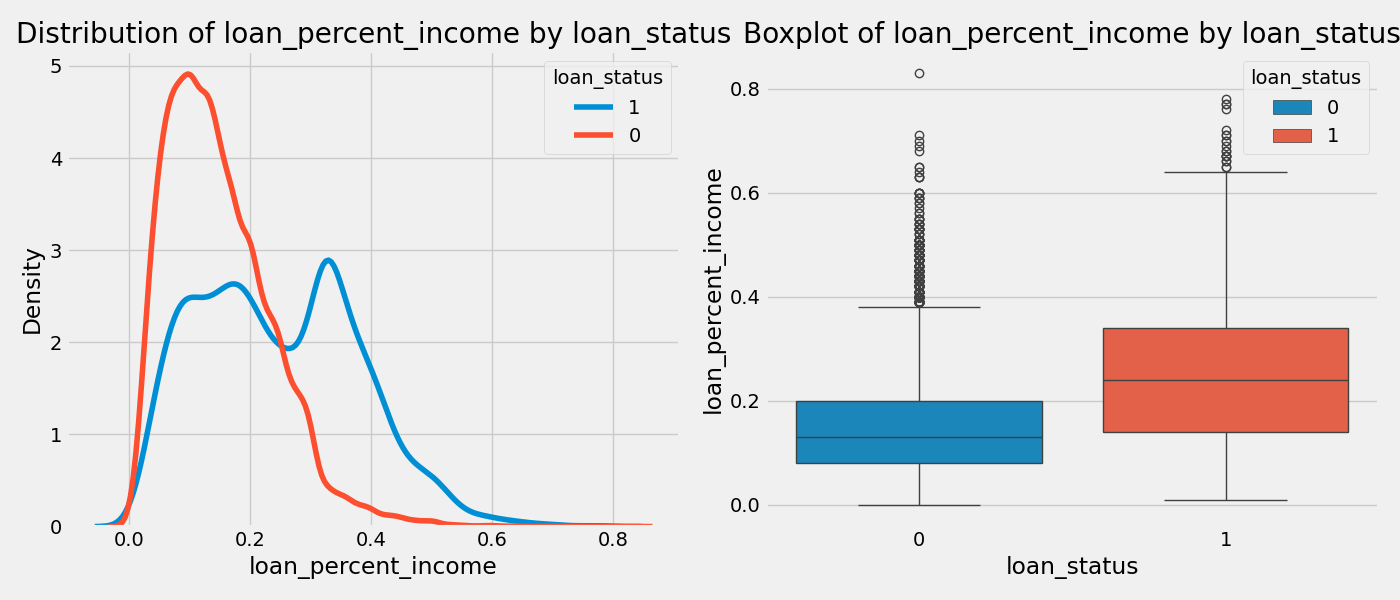 Distribution of loan_percent_income by loan_status
loan_status
1
0
Density
5
4
3
2
1
0
0.0 0.2 0.4 0.6 0.8
loan_percent_income
Boxplot of loan_percent_income by loan_status
loan_status
0
1
loan_percent_income
0.8
0.6
0.4
0.2
0.0
0 1
loan_status